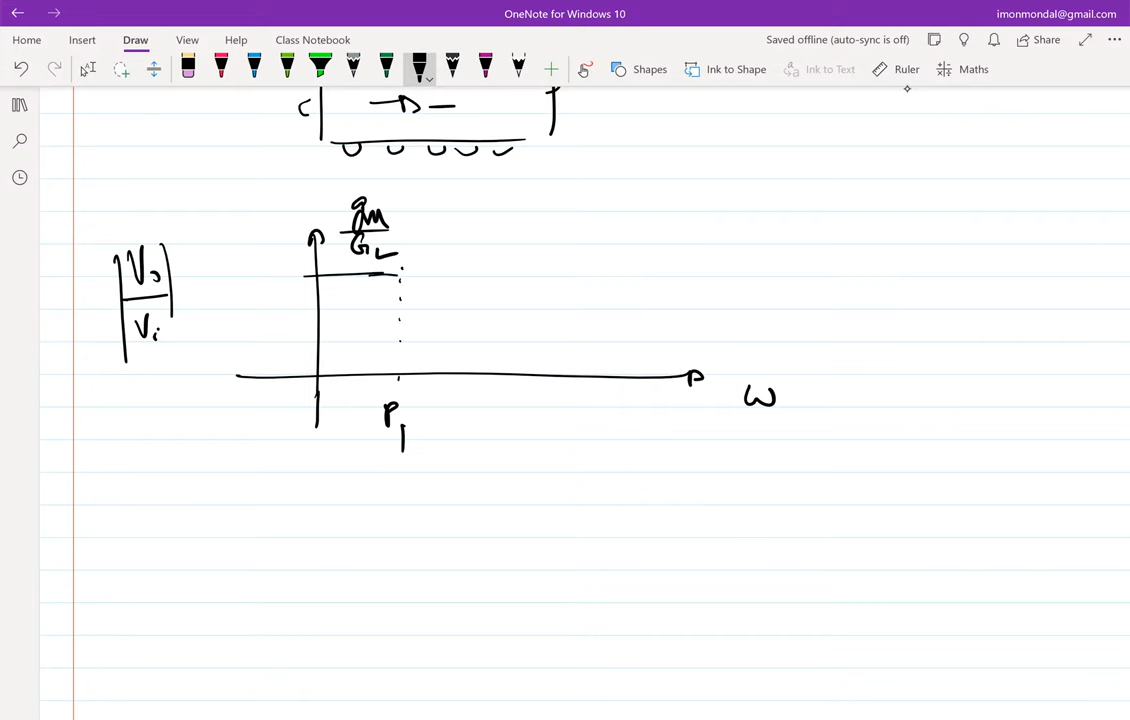 OneNote for Windows 10
imonmondal@gmail.com
Home Insert Draw View Help Class Notebook
Saved offline (auto-sync is off) Share
Shapes Ink to Shape Ink to Text Ruler Maths
C
gm
GL
Vo
Vi
P1
ω